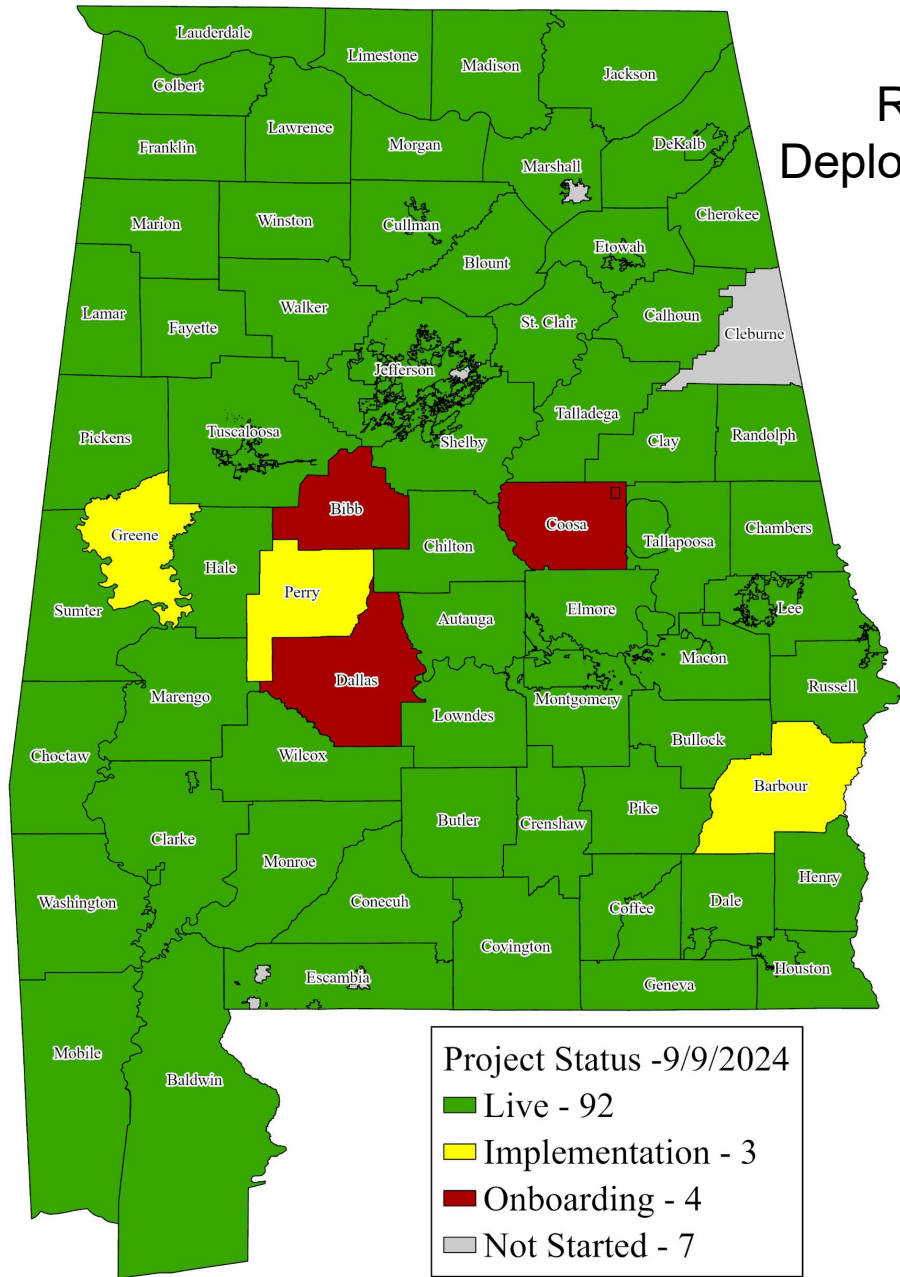 R
Deplo
Lauderdale
Limestone
Madison
Jackson
Colbert
Lawrence
Franklin
Morgan
DeKalb
Marshall
Cherokee
Marion
Winston
Cullman
Etowah
Blount
Lamar
Walker
Fayette
St. Clair
Calhoun
Cleburne
Jefferson
Talladega
Pickens
Tuscaloosa
Shelby
Clay
Randolph
Bibb
Greene
Coosa
Chambers
Chilton
Tallapoosa
Hale
Perry
Sumter
Autauga
Elmore
Lee
Macon
Dallas
Marengo
Russell
Montgomery
Lowndes
Bullock
Choctaw
Wilcox
Barbour
Butler
Crenshaw
Pike
Clarke
Monroe
Henry
Washington
Conecuh
Coffee
Dale
Covington
Escambia
Geneva
Houston
Mobile
Baldwin
Project Status -9/9/2024
Live - 92
Implementation - 3
Onboarding - 4
Not Started - 7